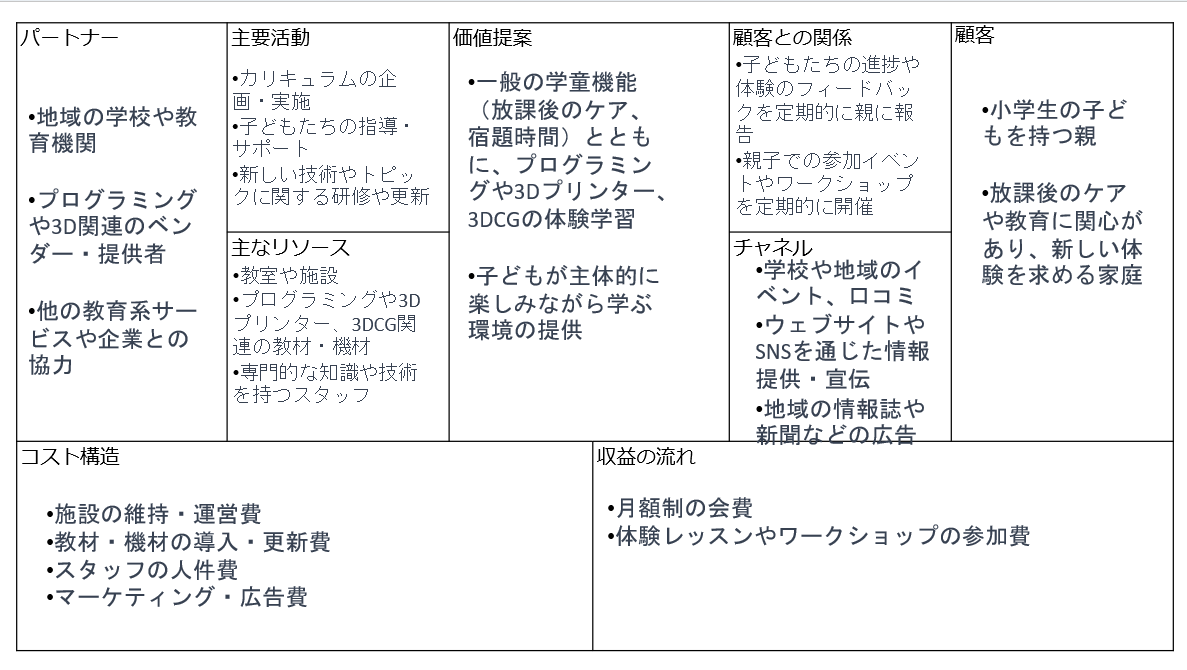 パートナー
•地域の学校や教
育機関
•プログラミング
や3D関連のベン
ダー・提供者
•他の教育系サー
ビスや企業との
協力
主要活動
•カリキュラムの企
画・実施
•子どもたちの指導・
サポート
•新しい技術やトピッ
クに関する研修や更新
主なリソース
•教室や施設
•プログラミングや3D
プリンター、3DCG関
連の教材・機材
•専門的な知識や技術
を持つスタッフ
価値提案
•一般の学童機能
（放課後のケア、
宿題時間）ととも
に、プログラミン
グや3Dプリンター、
3DCGの体験学習
•子どもが主体的に
楽しみながら学ぶ
環境の提供
顧客との関係
•子どもたちの進捗や
体験のフィードバッ
クを定期的に親に報
告
•親子での参加イベン
トやワークショップ
を定期的に開催
チャネル
•学校や地域のイ
ベント、口コミ
•ウェブサイトや
SNSを通じた情報
提供・宣伝
•地域の情報誌や
新聞などの広告
顧客
•小学生の子ど
もを持つ親
•放課後のケア
や教育に関心が
あり、新しい体
験を求める家庭
コスト構造
•施設の維持・運営費
•教材・機材の導入・更新費
•スタッフの人件費
•マーケティング・広告費
収益の流れ
•月額制の会費
•体験レッスンやワークショップの参加費